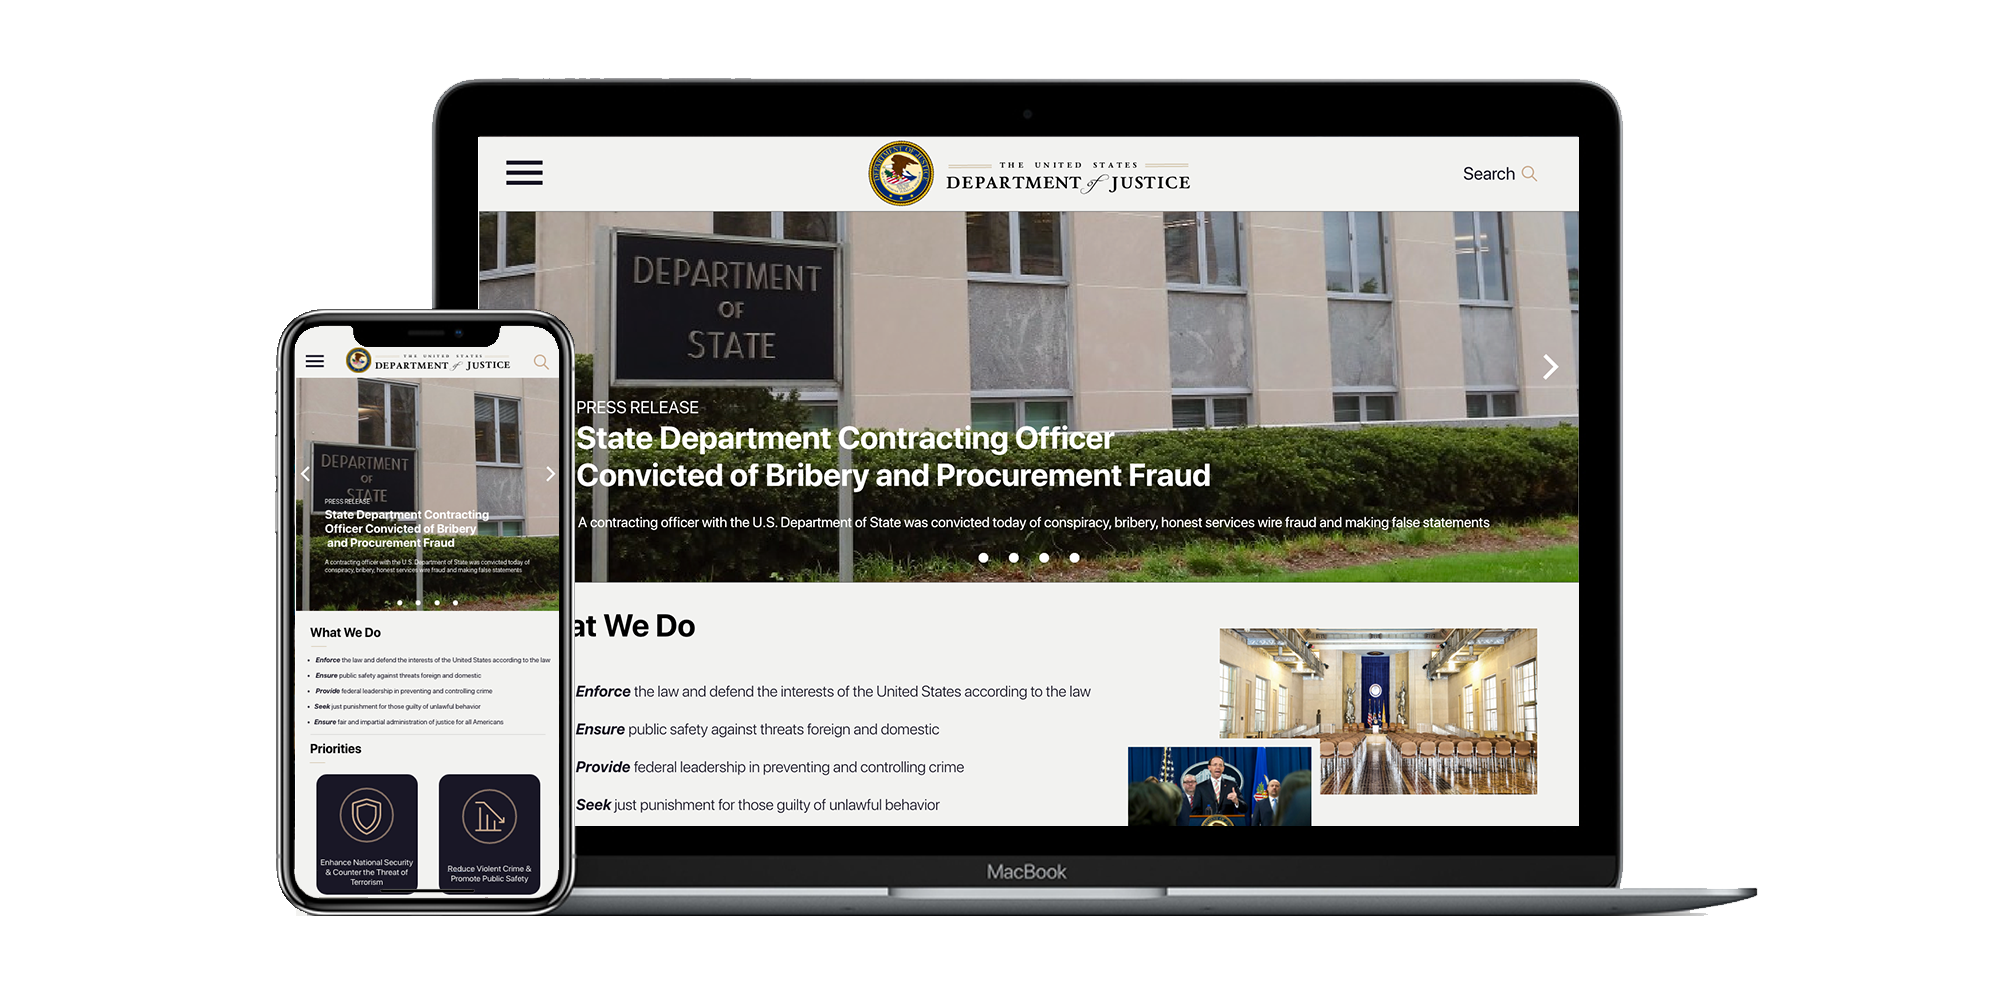 THE UNITED STATES
DEPARTMENT of JUSTICE
Search
DEPARTMENT
OF
STATE
PRESS RELEASE
State Department Contracting Officer
Convicted of Bribery and Procurement Fraud
A contracting officer with the U.S. Department of State was convicted today of conspiracy, bribery, honest services wire fraud and making false statements
at We Do
Enforce the law and defend the interests of the United States according to the law
Ensure public safety against threats foreign and domestic
Provide federal leadership in preventing and controlling crime
Seek just punishment for those guilty of unlawful behavior
MacBook
THE UNITED STATES
DEPARTMENT of JUSTICE
DEPARTMENT
OF
STATE
PRESS RELEASE
State Department Contracting
Officer Convicted of Bribery
and Procurement Fraud
A contracting officer with the U.S. Department of State was convicted today of
conspiracy, bribery, honest services wire fraud and making false statements
What We Do
• Enforce the law and defend the interests of the United States according to the law
• Ensure public safety against threats foreign and domestic
• Provide federal leadership in preventing and controlling crime
• Seek just punishment for those guilty of unlawful behavior
• Ensure fair and impartial administration of justice for all Americans
Priorities
Enhance National Security
& Counter the Threat of
Terrorism
Reduce Violent Crime &
Promote Public Safety